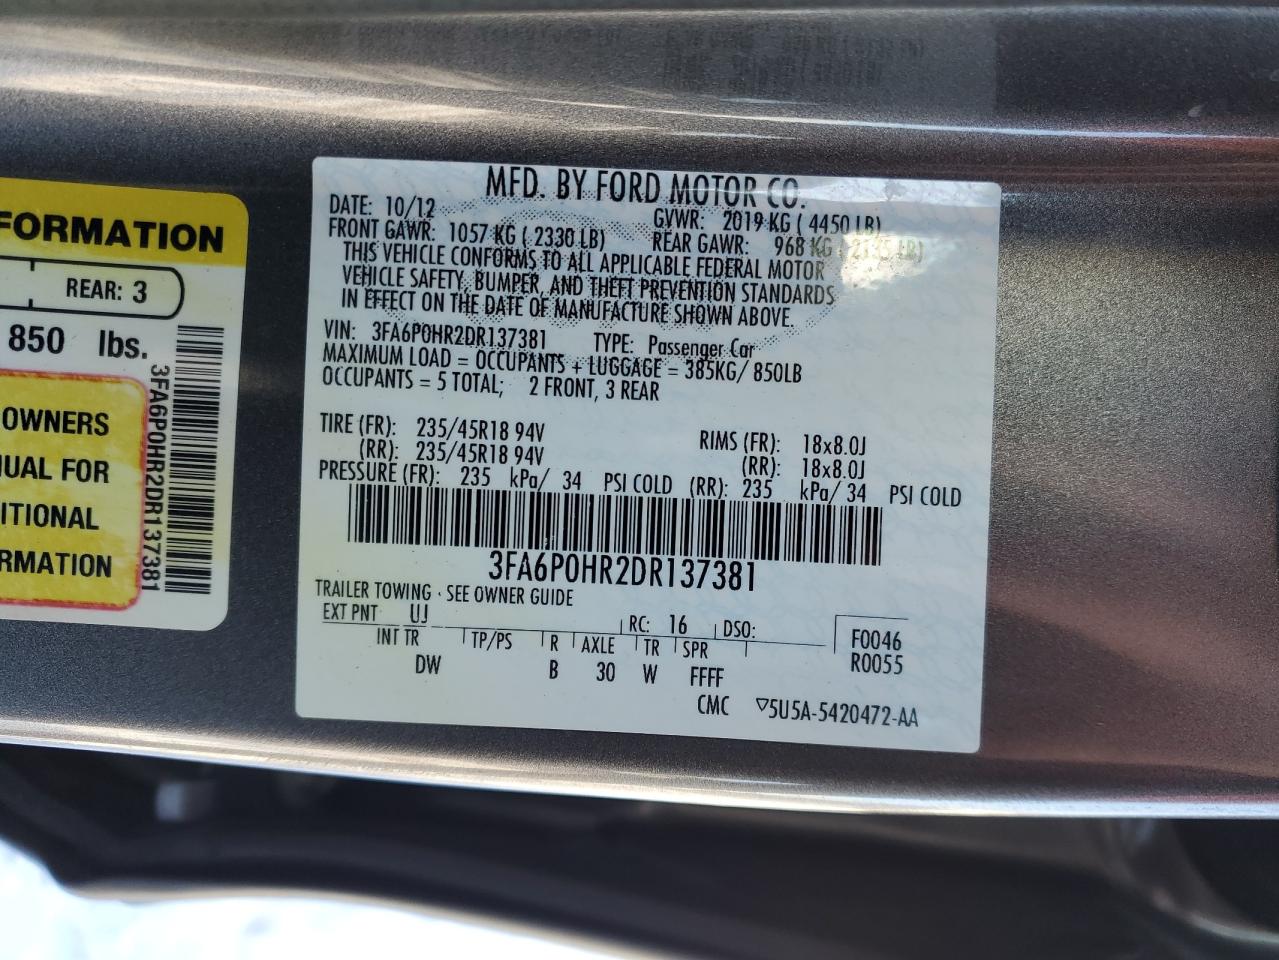 FORMATION
REAR: 3
850 lbs.
3FA6P0HR2DR137381
OWNERS
UAL FOR
ITIONAL
RMATION
MFD. BY FORD MOTOR CO.
DATE: 10/12 GVWR: 2019 KG ( 4450 LB)
FRONT GAWR: 1057 KG ( 2330 LB) REAR GAWR: 968 KG ( 2135 LB)
THIS VEHICLE CONFORMS TO ALL APPLICABLE FEDERAL MOTOR
VEHICLE SAFETY, BUMPER, AND THEFT PREVENTION STANDARDS
IN EFFECT ON THE DATE OF MANUFACTURE SHOWN ABOVE.
VIN: 3FA6P0HR2DR137381 TYPE: Passenger Car
MAXIMUM LOAD = OCCUPANTS + LUGGAGE = 385KG/ 850LB
OCCUPANTS = 5 TOTAL; 2 FRONT, 3 REAR
TIRE (FR): 235/45R18 94V RIMS (FR): 18x8.0J
(RR): 235/45R18 94V (RR): 18x8.0J
PRESSURE (FR): 235 kPa/ 34 PSI COLD (RR): 235 kPa/ 34 PSI COLD
3FA6P0HR2DR137381
TRAILER TOWING - SEE OWNER GUIDE
EXT PNT UJ RC: 16 DSO: F0046
INT TR TP/PS R AXLE TR SPR R0055
DW B 30 W FFFF
CMC ▽5U5A-5420472-AA